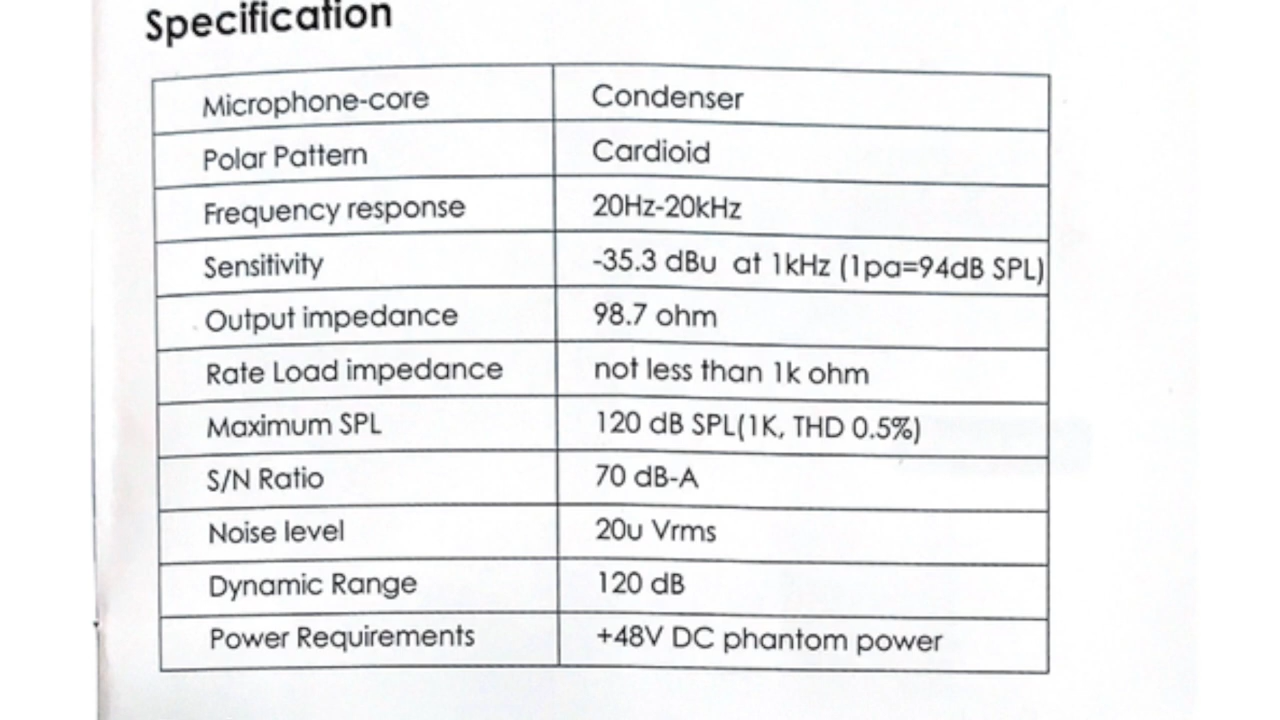 Specification
Microphone-core Condenser
Polar Pattern Cardioid
Frequency response 20Hz-20kHz
Sensitivity -35.3 dBu at 1kHz (1pa=94dB SPL)
Output impedance 98.7 ohm
Rate Load impedance not less than 1k ohm
Maximum SPL 120 dB SPL(1K, THD 0.5%)
S/N Ratio 70 dB-A
Noise level 20u Vrms
Dynamic Range 120 dB
Power Requirements +48V DC phantom power